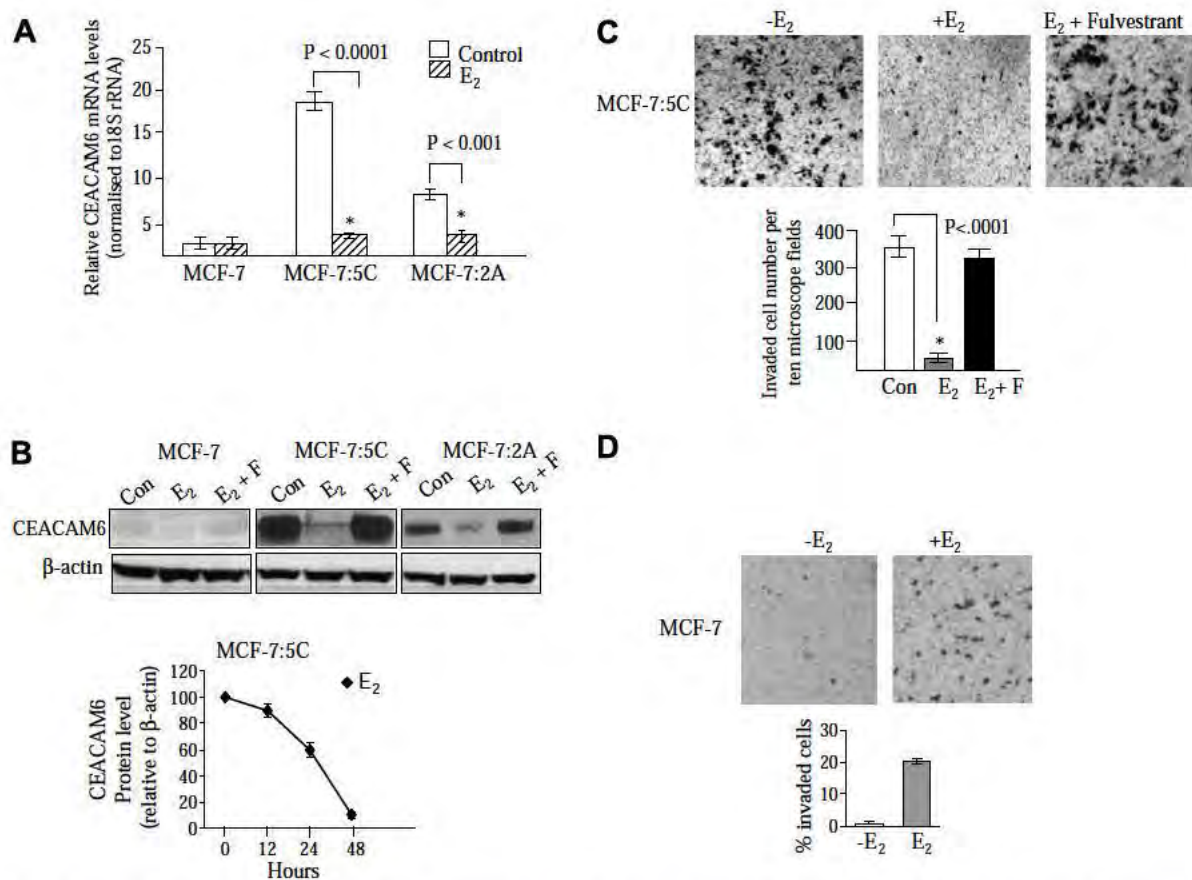 A
Relative CEACAM6 mRNA levels
(normalised to18S rRNA)
25
20
15
10
5
P < 0.0001
Control
E2
P < 0.001
*
*
MCF-7
MCF-7:5C
MCF-7:2A
B
MCF-7
MCF-7:5C
MCF-7:2A
Con
E2
E2 + F
Con
E2
E2 + F
Con
E2
E2 + F
CEACAM6
β-actin
MCF-7:5C
E2
CEACAM6
Protein level
(relative to β-actin)
120
100
80
60
40
20
0
0 12 24 48
Hours
C
-E2
+E2
E2 + Fulvestrant
MCF-7:5C
Invaded cell number per
ten microscope fields
400
300
200
100
P<.0001
*
Con E2 E2+ F
D
-E2
+E2
MCF-7
% invaded cells
30
20
10
0
-E2 E2